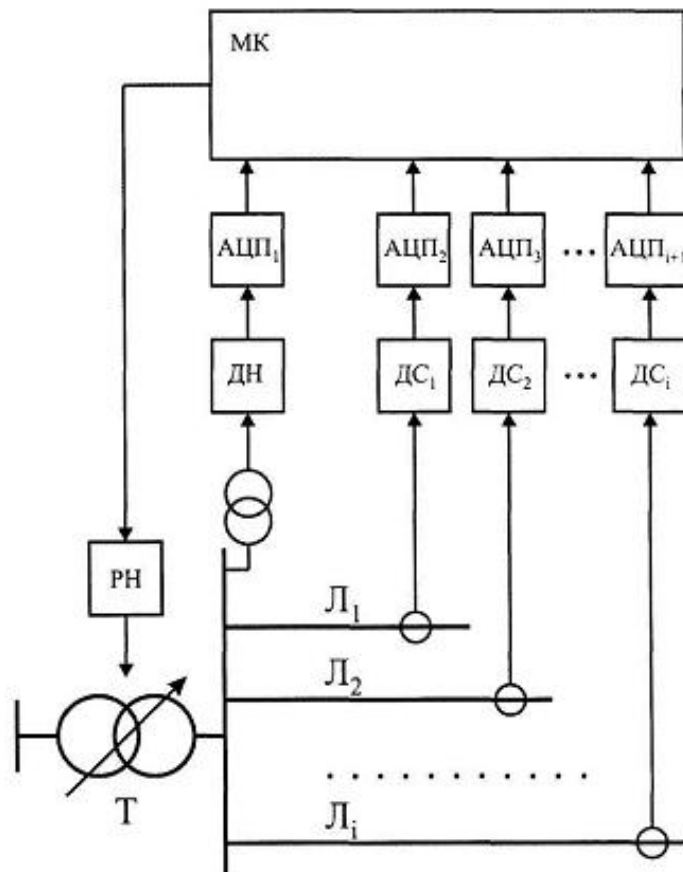 МК
АЦП₁ АЦП₂ АЦП₃ ... АЦПᵢ₊₁
ДН ДС₁ ДС₂ ... ДСᵢ
РН
Л₁
Л₂
Т
Лᵢ